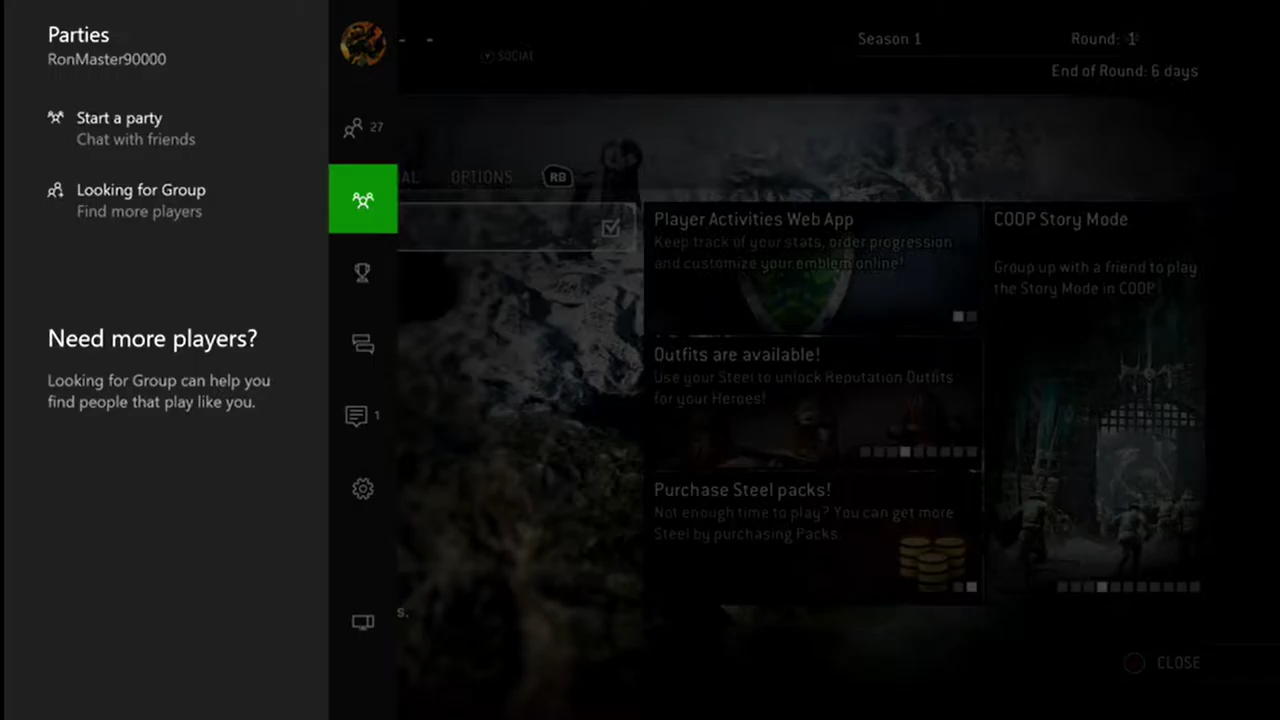 Parties
RonMaster90000
Start a party
Chat with friends
Looking for Group
Find more players
Need more players?
Looking for Group can help you
find people that play like you.
27
1
SOCIAL
Season 1
Round: 1
End of Round: 6 days
AL
OPTIONS
RB
Player Activities Web App
Keep track of your stats, order progression
and customize your emblem online!
Outfits are available!
Use your Steel to unlock Reputation Outfits
for your Heroes!
Purchase Steel packs!
Not enough time to play? You can get more
Steel by purchasing Packs.
COOP Story Mode
Group up with a friend to play
the Story Mode in COOP
s.
CLOSE